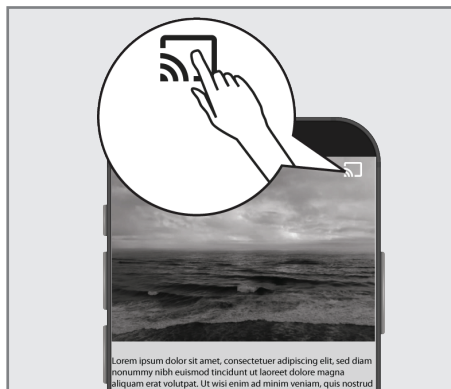 Lorem ipsum dolor sit amet, consectetuer adipiscing elit, sed diam
nonummy nibh euismod tincidunt ut laoreet dolore magna
aliquam erat volutpat. Ut wisi enim ad minim veniam, quis nostrud